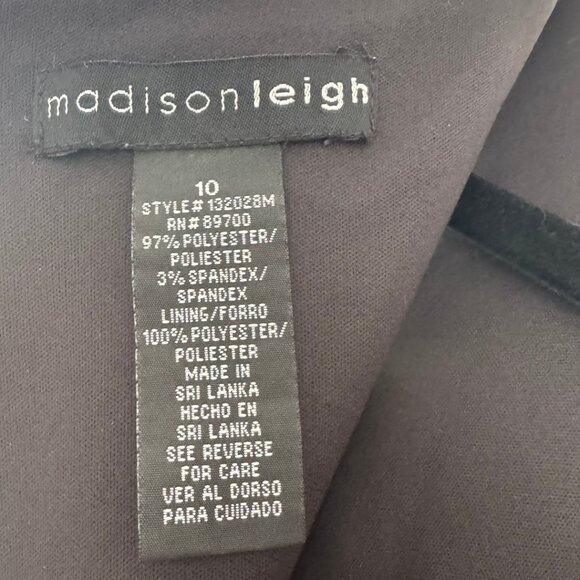 madisonleigh
10
STYLE# 132028M
RN# 89700
97% POLYESTER/
POLIESTER
3% SPANDEX/
SPANDEX
LINING/FORRO
100% POLYESTER/
POLIESTER
MADE IN
SRI LANKA
HECHO EN
SRI LANKA
SEE REVERSE
FOR CARE
VER AL DORSO
PARA CUIDADO